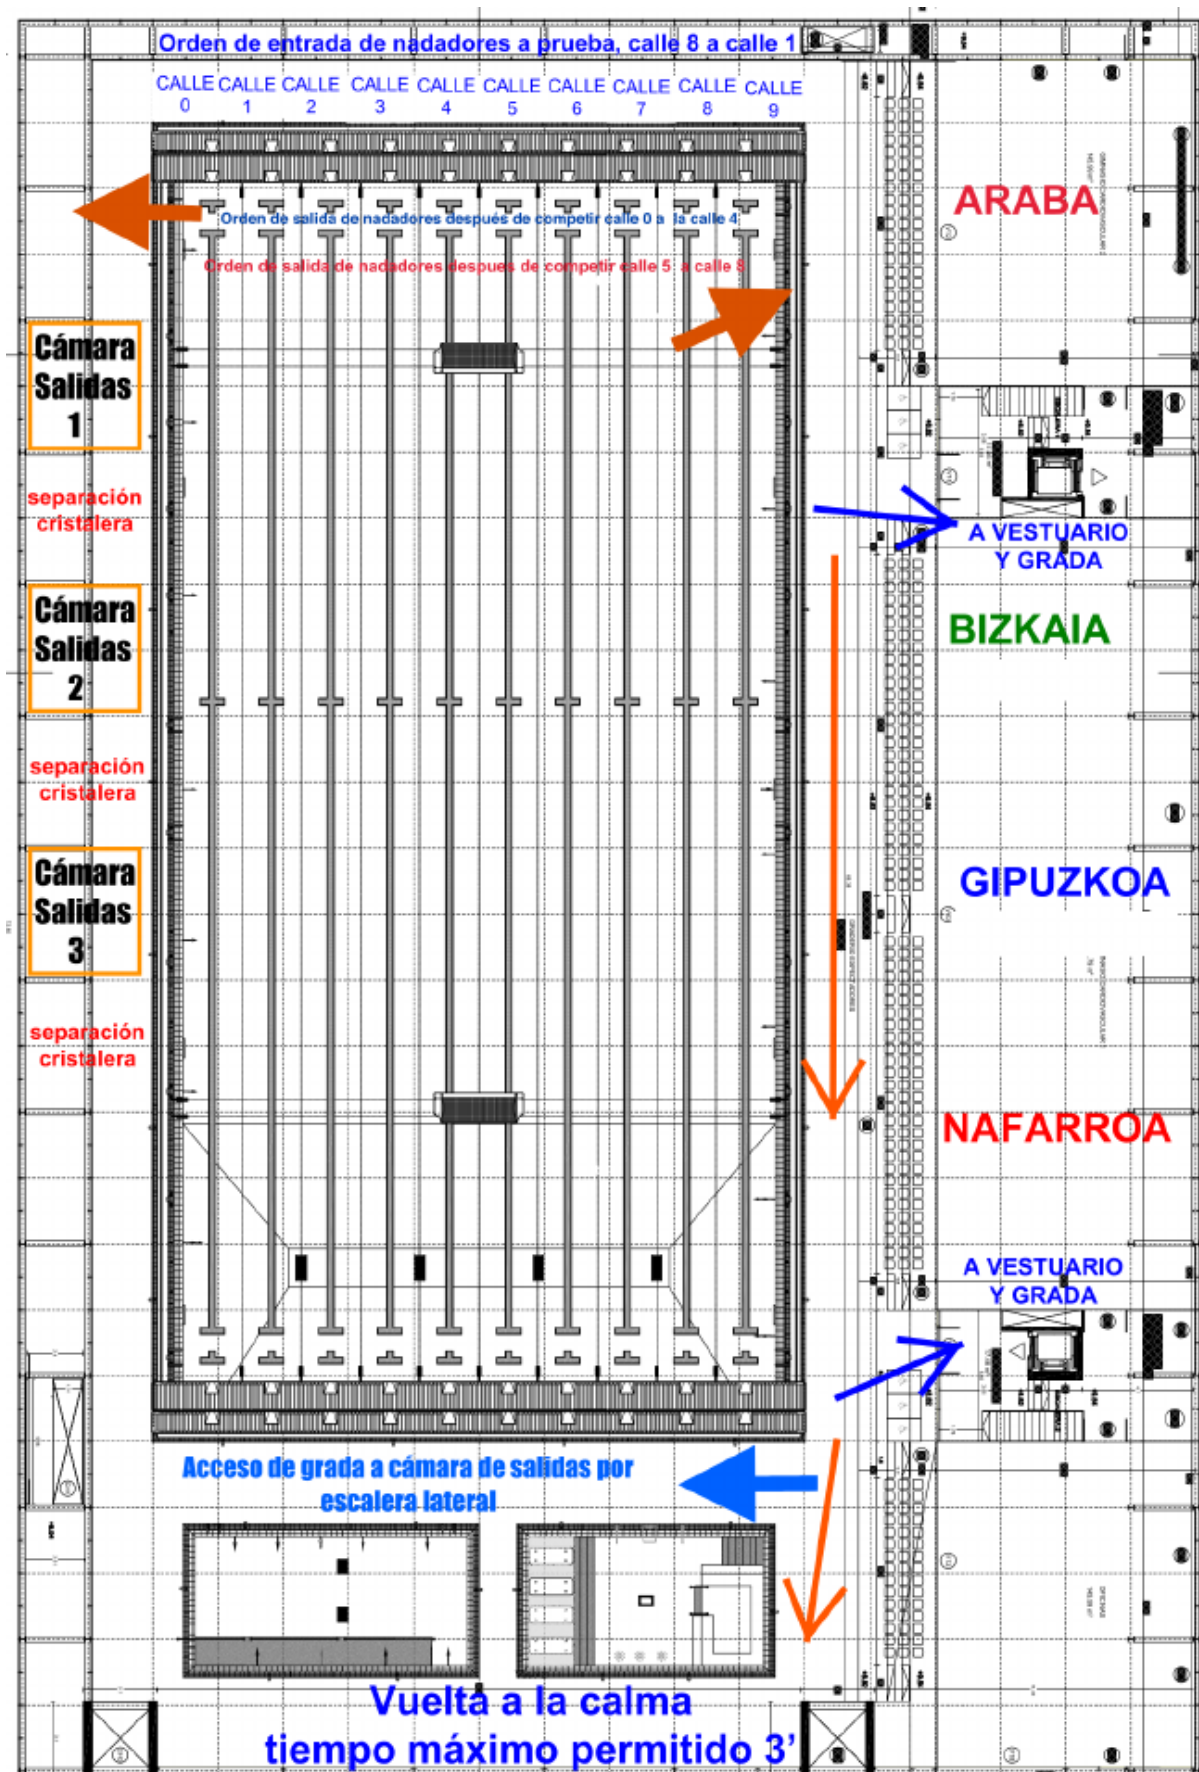 Orden de entrada de nadadores a prueba, calle 8 a calle 1
CALLE CALLE CALLE CALLE CALLE CALLE CALLE CALLE CALLE CALLE
0 1 2 3 4 5 6 7 8 9
ARABA
Orden de salida de nadadores después de competir calle 0 a la calle 4
Orden de salida de nadadores despues de competir calle 5 a calle 8
Cámara
Salidas
1
separación
cristalera
A VESTUARIO
Y GRADA
Cámara
Salidas
2
BIZKAIA
separación
cristalera
Cámara
Salidas
3
GIPUZKOA
separación
cristalera
NAFARROA
A VESTUARIO
Y GRADA
Acceso de grada a cámara de salidas por
escalera lateral
Vuelta a la calma
tiempo máximo permitido 3’